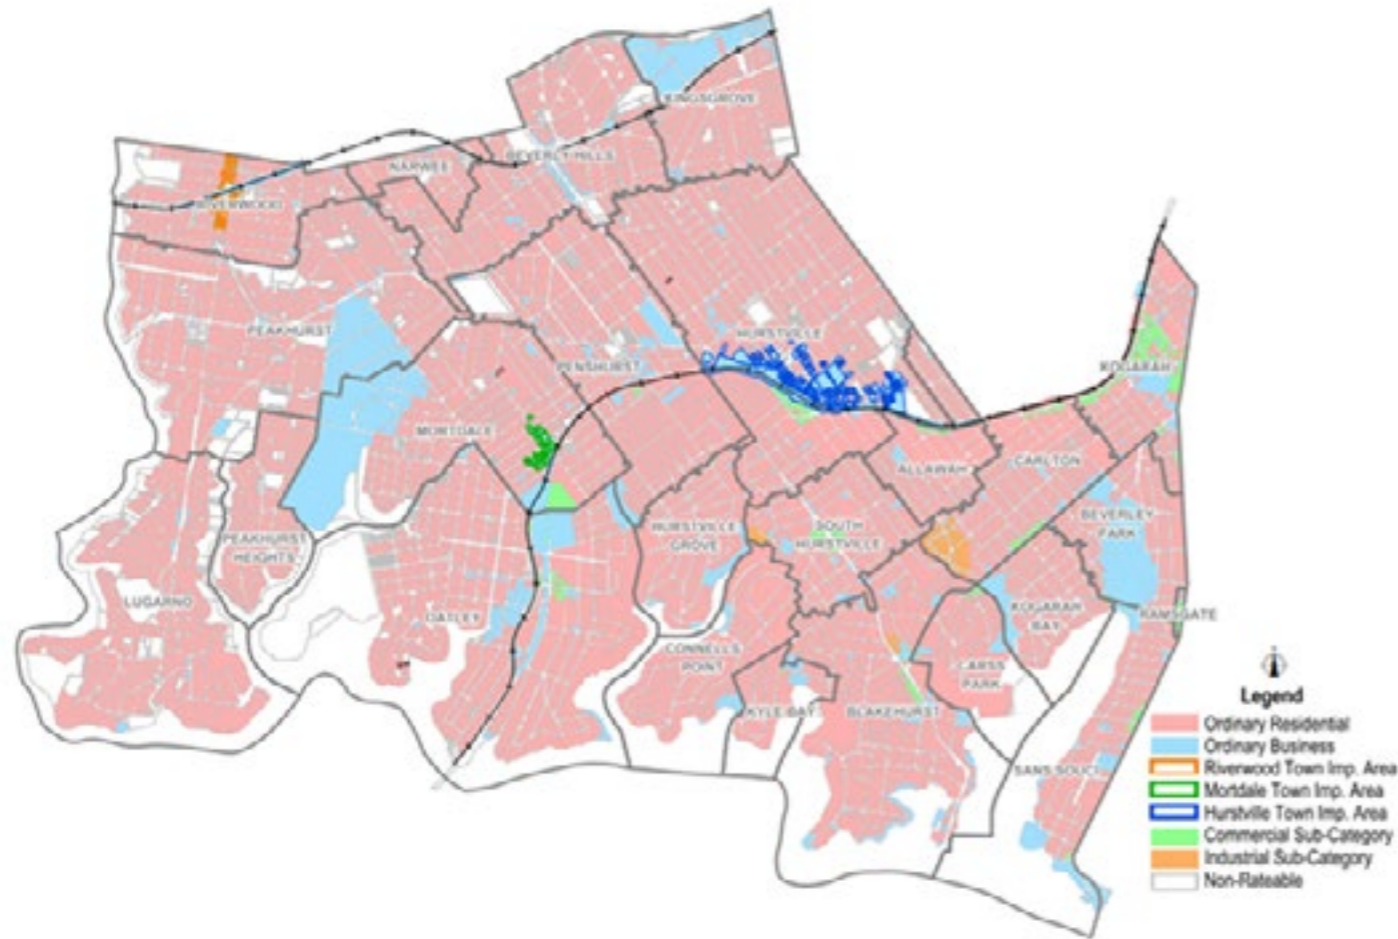 KINGSGROVE
BEVERLY HILLS
NARWEE
RIVERWOOD
PEAKHURST
HURSTVILLE
PENSHURST
KOGARAH
MORTDALE
ALLAWAH
CARLTON
HURSTVILLE
GROVE
SOUTH
HURSTVILLE
BEVERLEY
PARK
PEAKHURST
HEIGHTS
LUGARNO
OATLEY
KOGARAH
BAY
RAMSGATE
CONNELLS
POINT
CARSS
PARK
KYLE BAY
BLAKEHURST
SANS SOUCI
Legend
Ordinary Residential
Ordinary Business
Riverwood Town Imp. Area
Mortdale Town Imp. Area
Hurstville Town Imp. Area
Commercial Sub-Category
Industrial Sub-Category
Non-Rateable